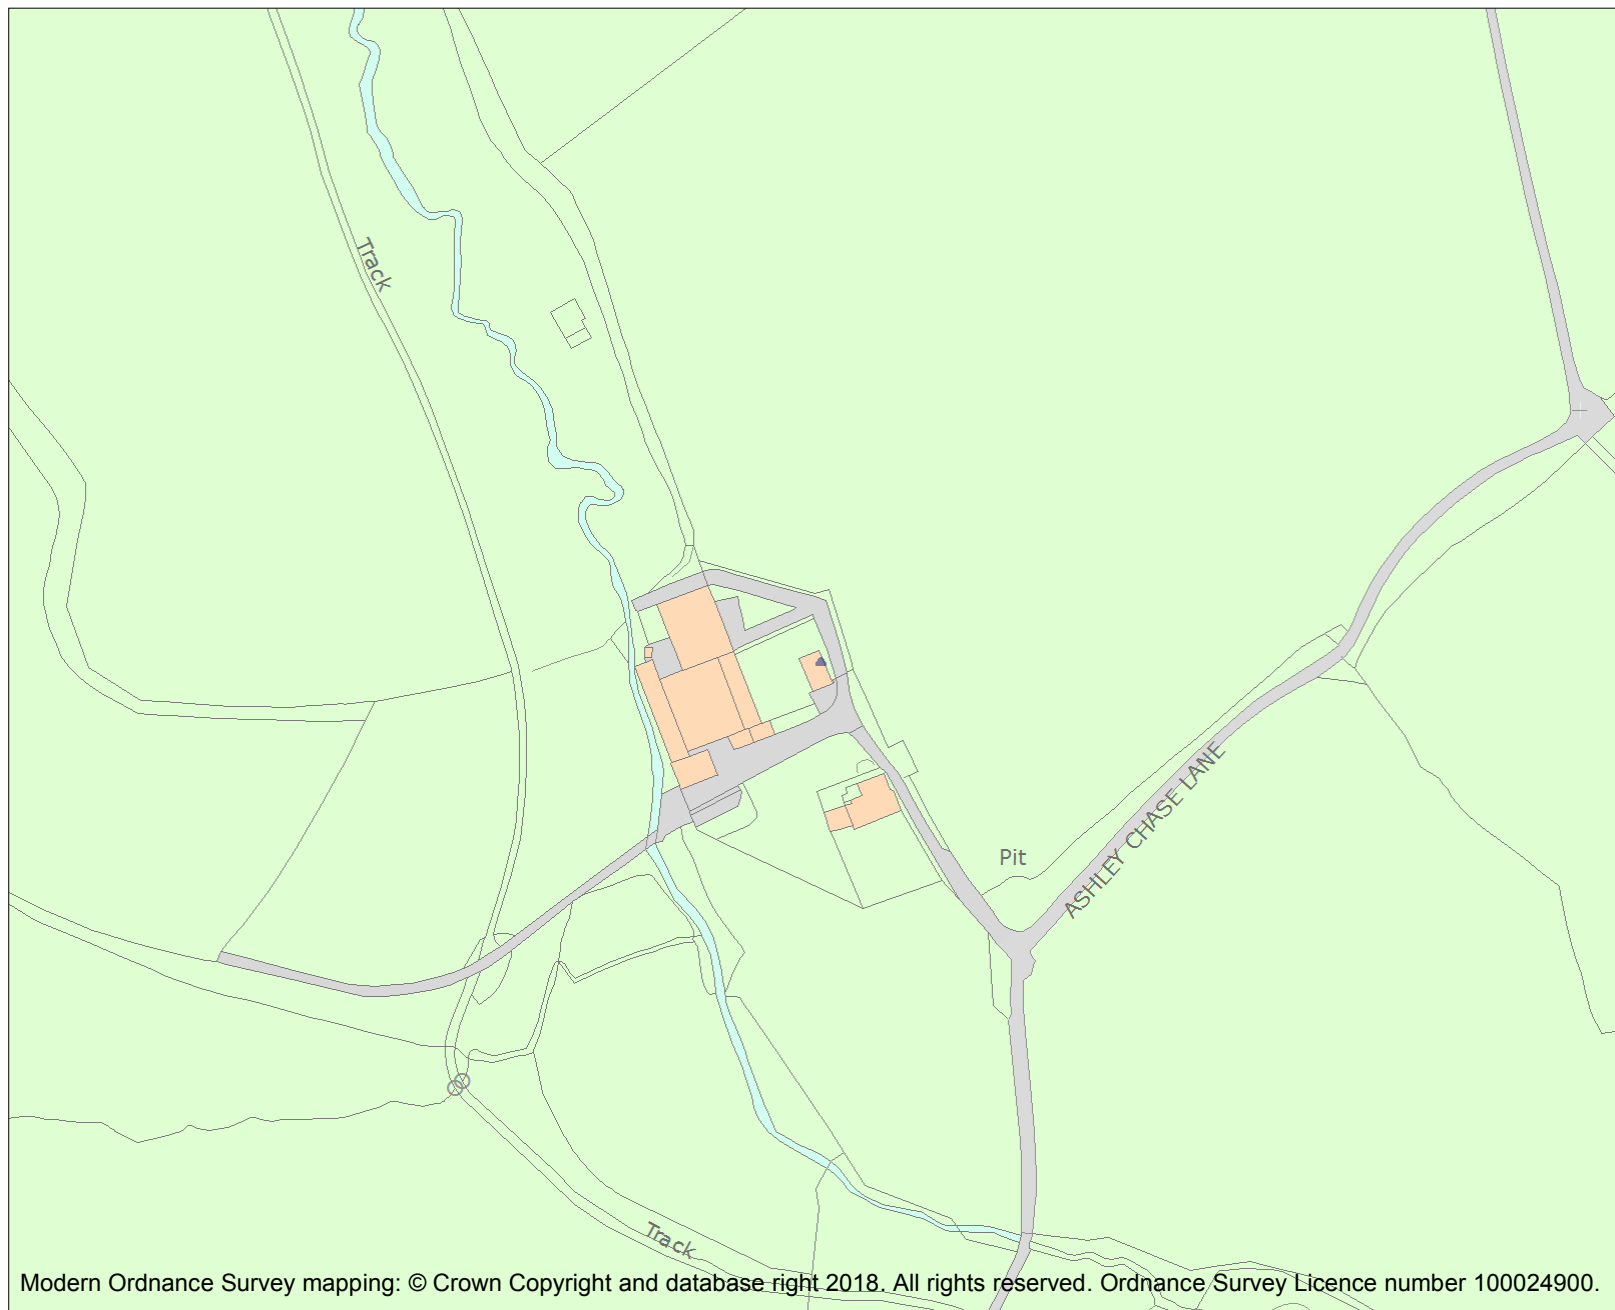 Track
Pit
ASHLEY CHASE LANE
Track
Modern Ordnance Survey mapping: © Crown Copyright and database right 2018. All rights reserved. Ordnance Survey Licence number 100024900.